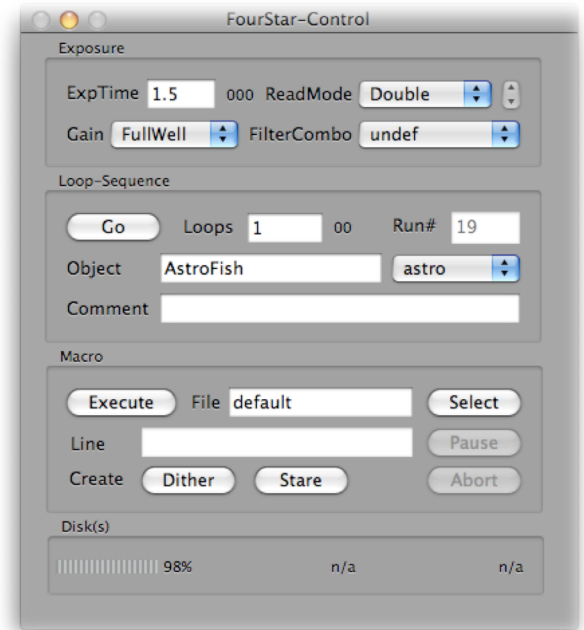 FourStar-Control
Exposure
ExpTime 1.5 000 ReadMode Double
Gain FullWell FilterCombo undef
Loop-Sequence
Go Loops 1 00 Run# 19
Object AstroFish astro
Comment
Macro
Execute File default Select
Line Pause
Create Dither Stare Abort
Disk(s)
98% n/a n/a